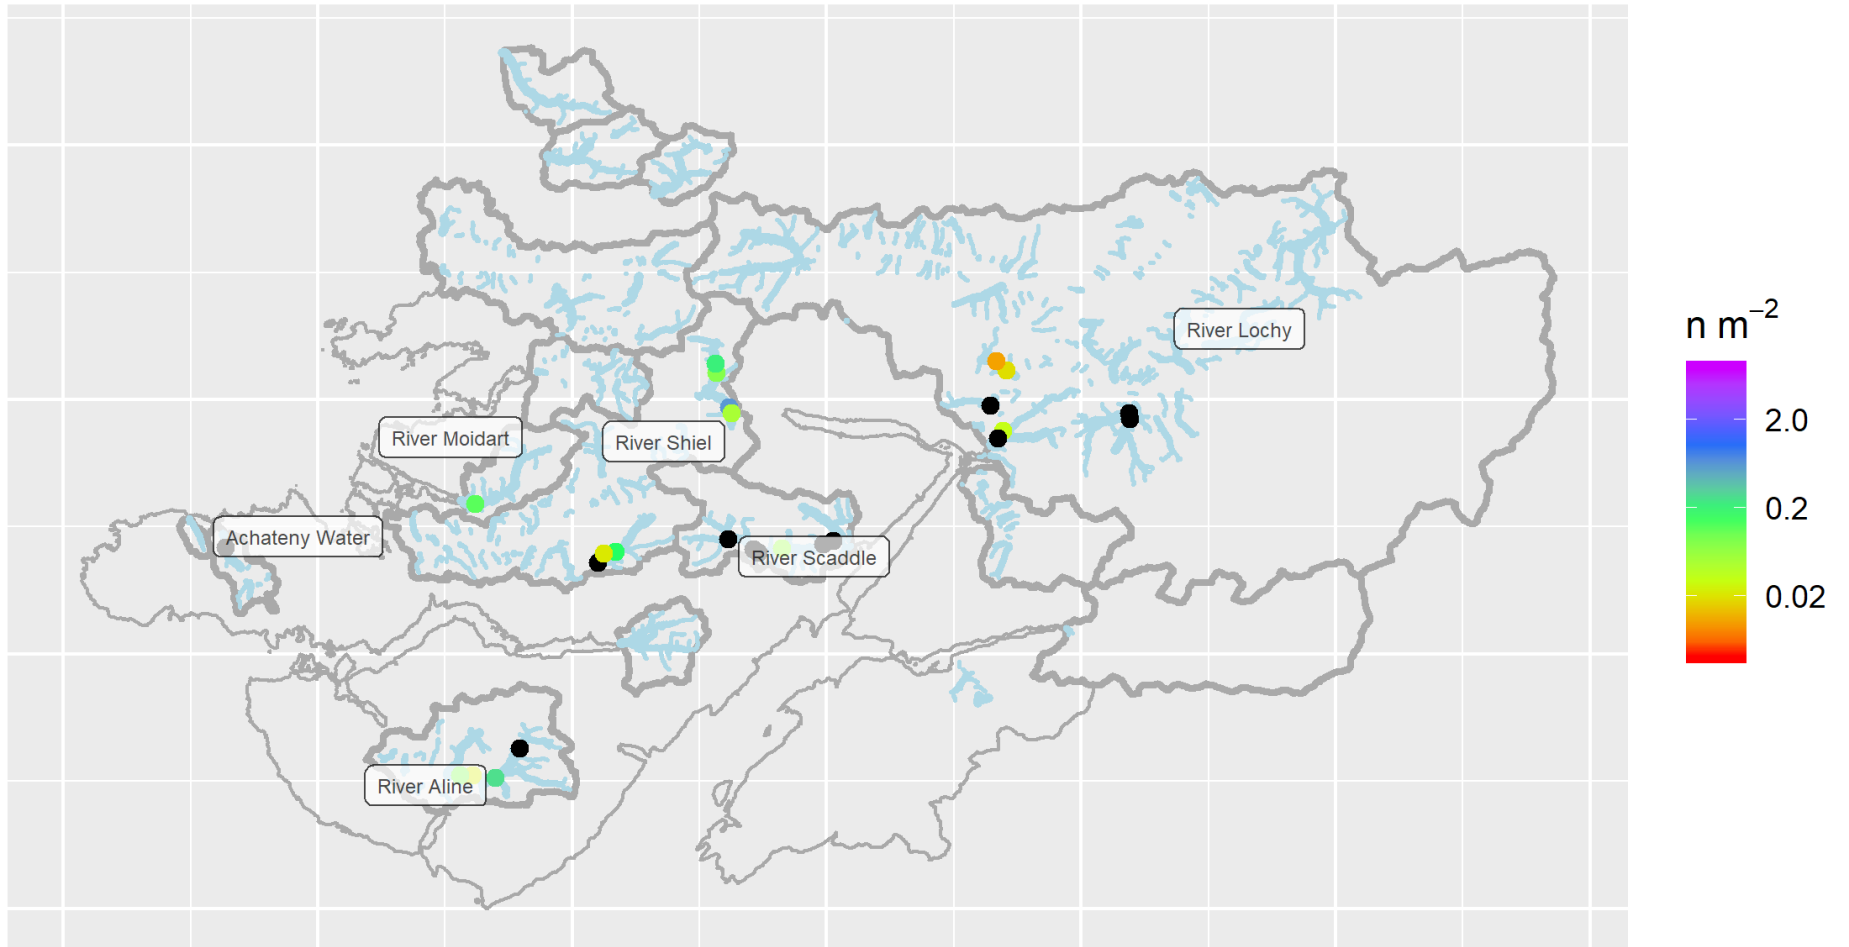 River Lochy
River Moidart
River Shiel
Achateny Water
River Scaddle
River Aline
n m−2
2.0
0.2
0.02